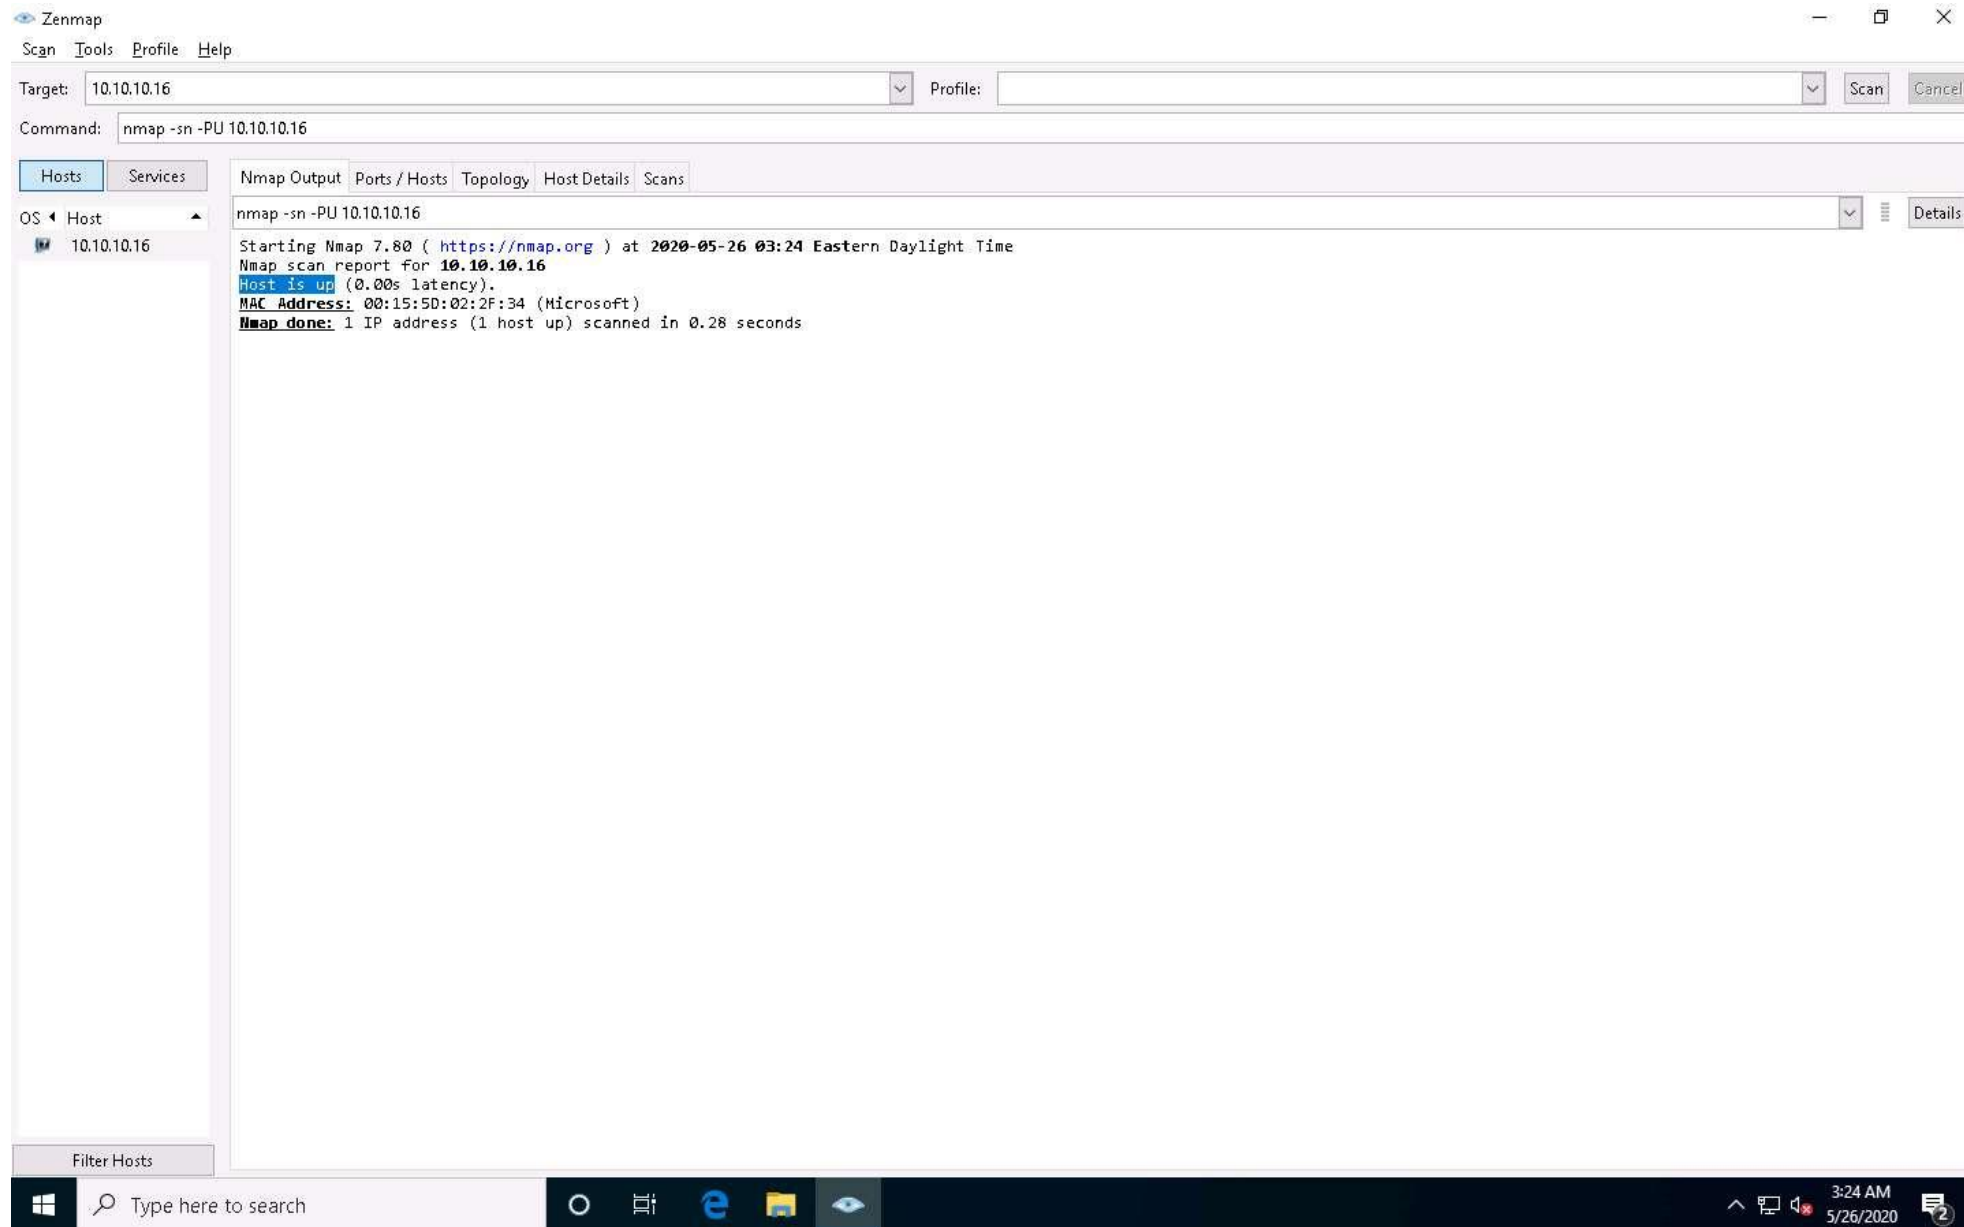 Zenmap
Scan Tools Profile Help
Target: 10.10.10.16 Profile: Scan Cancel
Command: nmap -sn -PU 10.10.10.16
Hosts Services Nmap Output Ports / Hosts Topology Host Details Scans
OS Host nmap -sn -PU 10.10.10.16 Details
10.10.10.16
Starting Nmap 7.80 ( https://nmap.org ) at 2020-05-26 03:24 Eastern Daylight Time
Nmap scan report for 10.10.10.16
Host is up (0.00s latency).
MAC Address: 00:15:5D:02:2F:34 (Microsoft)
Nmap done: 1 IP address (1 host up) scanned in 0.28 seconds
Filter Hosts
Type here to search
3:24 AM
5/26/2020
2